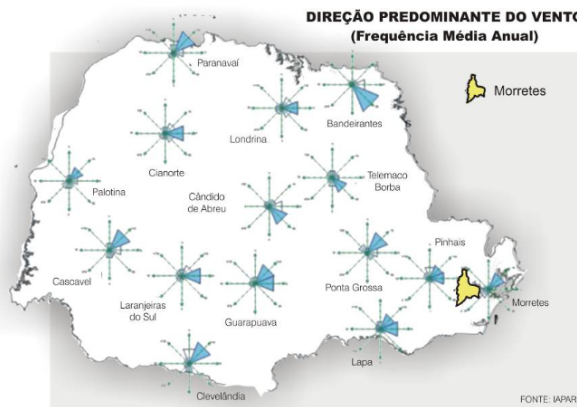 DIREÇÃO PREDOMINANTE DO VENTO
(Frequência Média Anual)
Morretes
Paranavaí
Londrina
Bandeirantes
Cianorte
Palotina
Cândido
de Abreu
Telemaco
Borba
Pinhais
Cascavel
Laranjeiras
do Sul
Guarapuava
Ponta Grossa
Morretes
Lapa
Clevelândia
FONTE: IAPAR